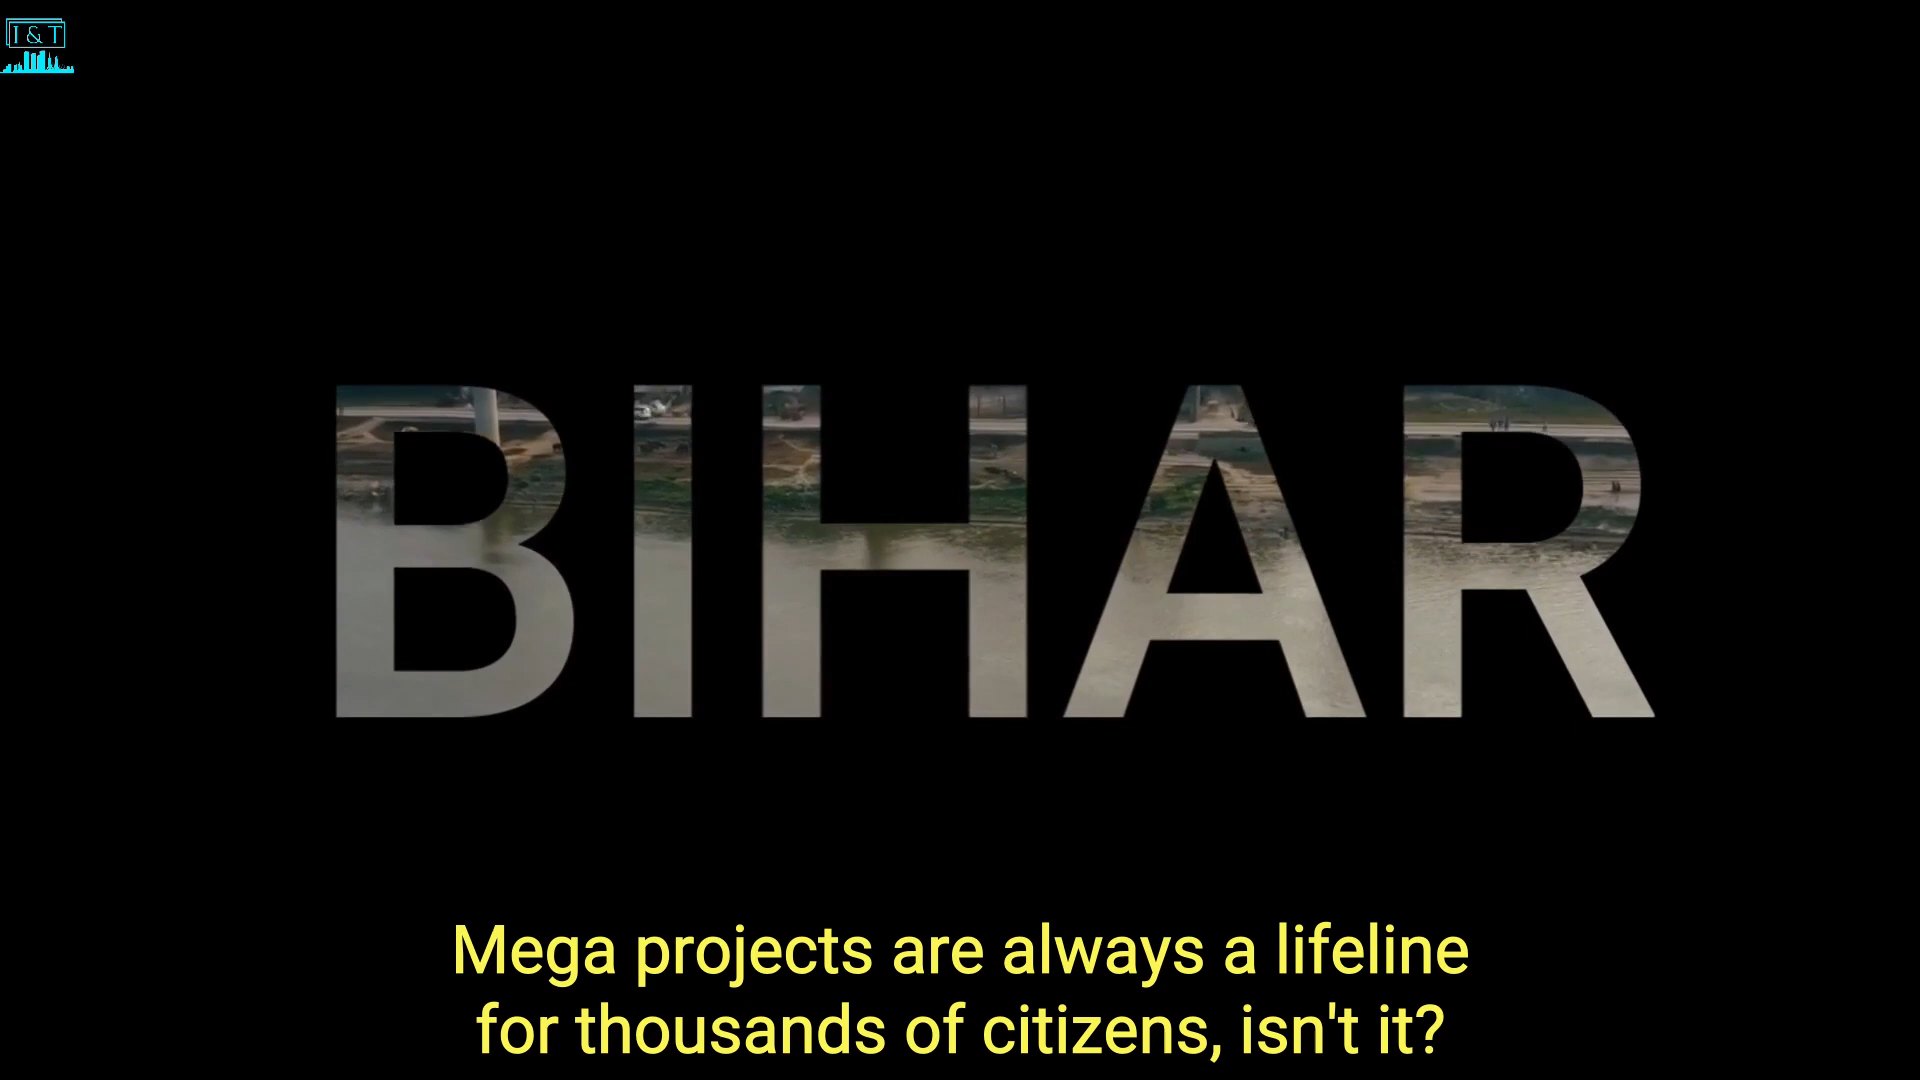 I & T
BIHAR
Mega projects are always a lifeline
for thousands of citizens, isn't it?